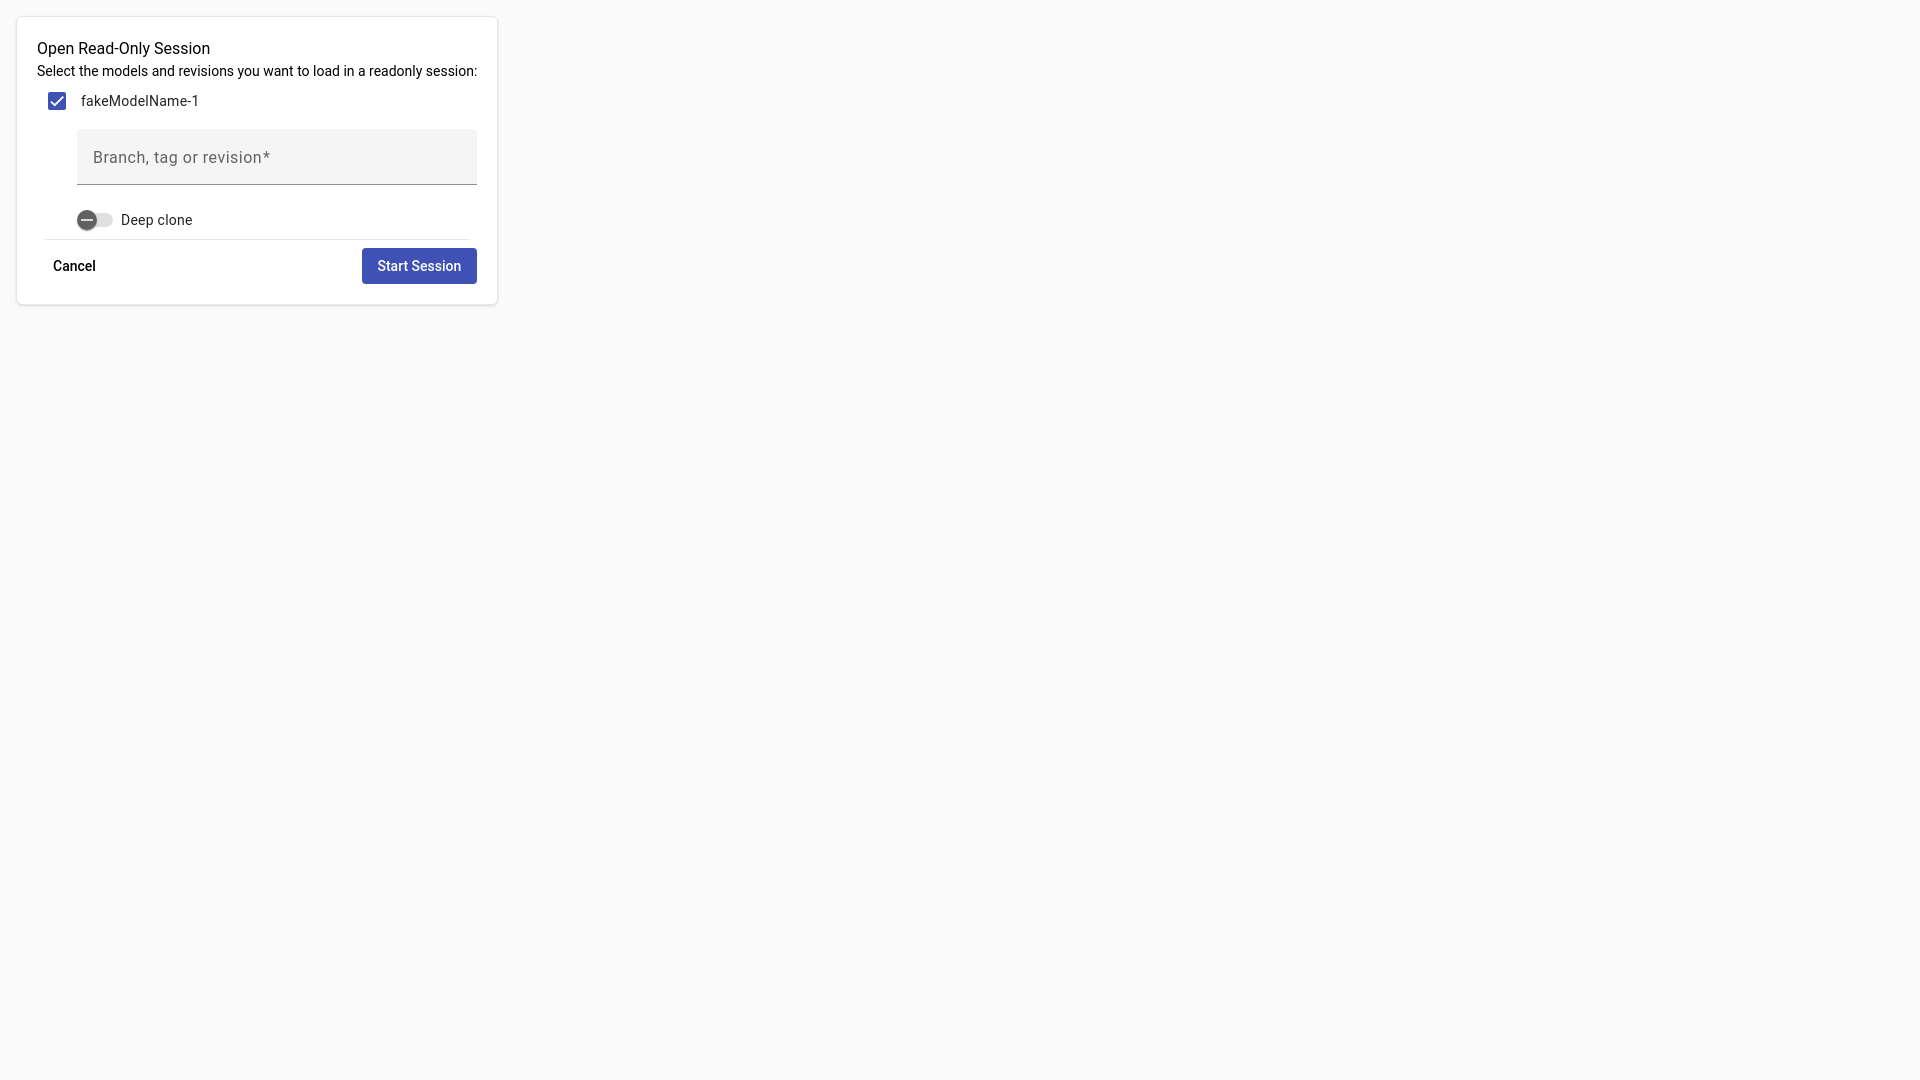 Open Read-Only Session
Select the models and revisions you want to load in a readonly session:
fakeModelName-1
Branch, tag or revision*
Deep clone
Cancel
Start Session